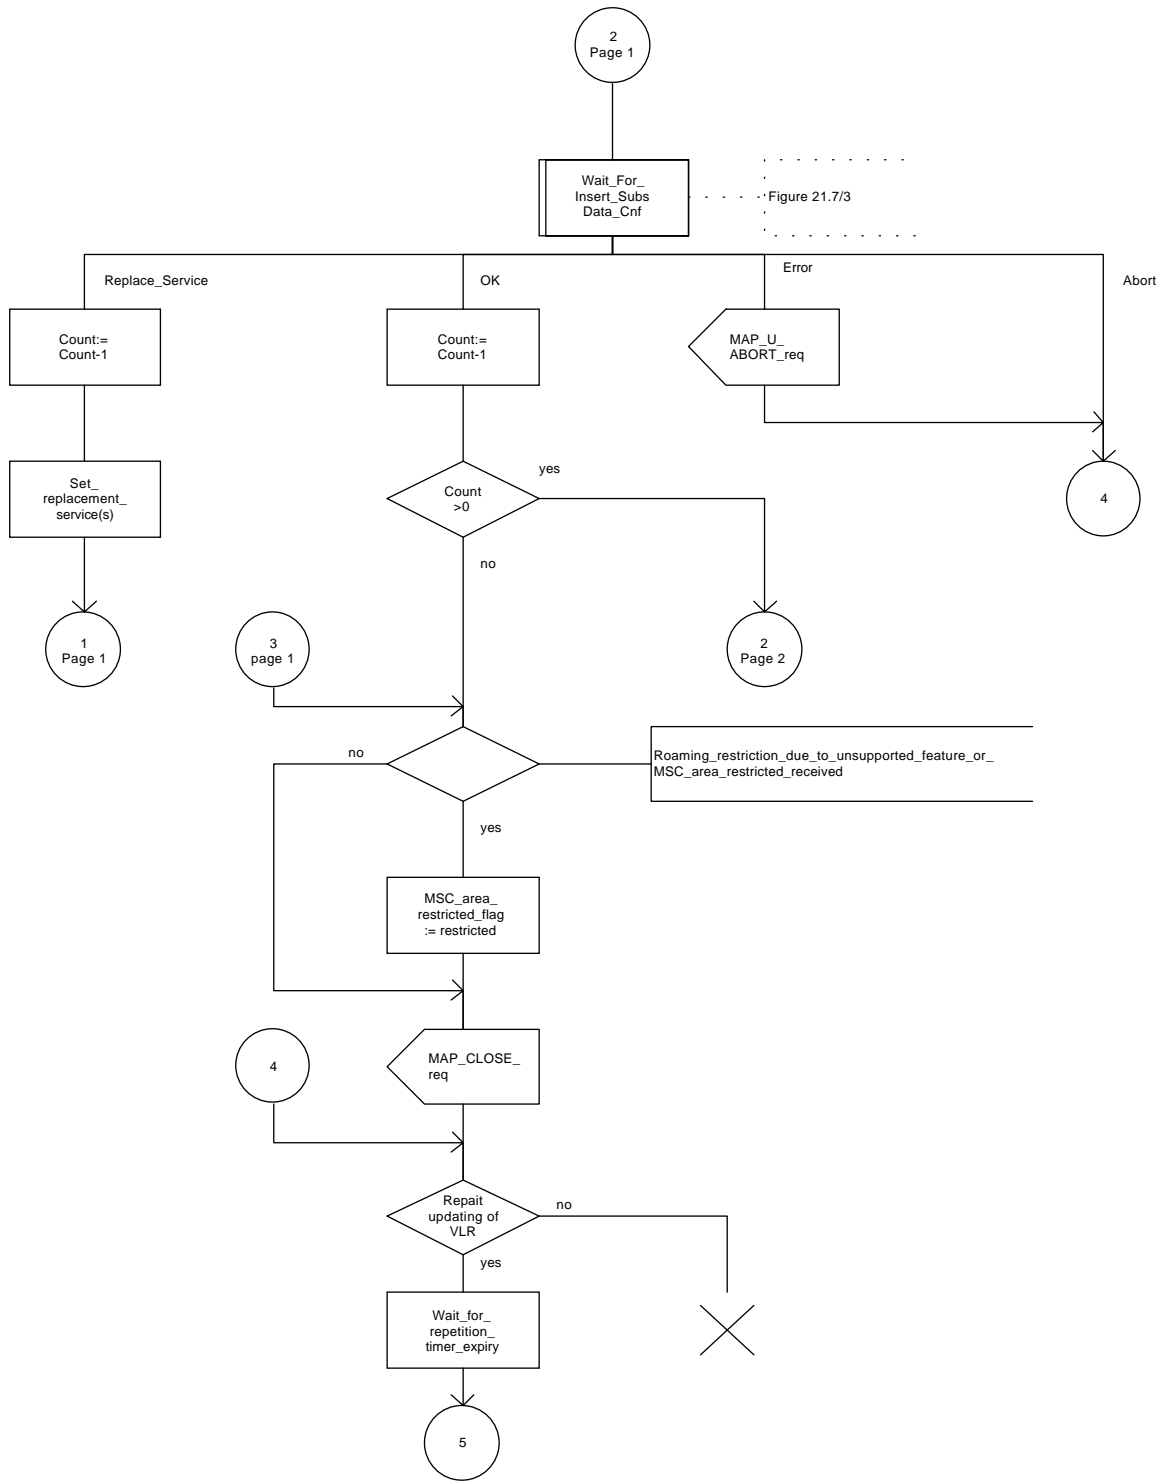 2
Page 1
Wait_For_
Insert_Subs
Data_Cnf
Figure 21.7/3
Replace_Service
OK
Error
Abort
Count:=
Count-1
Count:=
Count-1
MAP_U_
ABORT_req
Set_
replacement_
service(s)
Count
>0
yes
4
no
1
Page 1
3
page 1
2
Page 2
no
Roaming_restriction_due_to_unsupported_feature_or_
MSC_area_restricted_received
yes
MSC_area_
restricted_flag
:= restricted
4
MAP_CLOSE_
req
Repait
updating of
VLR
no
yes
Wait_for_
repetition_
timer_expiry
5